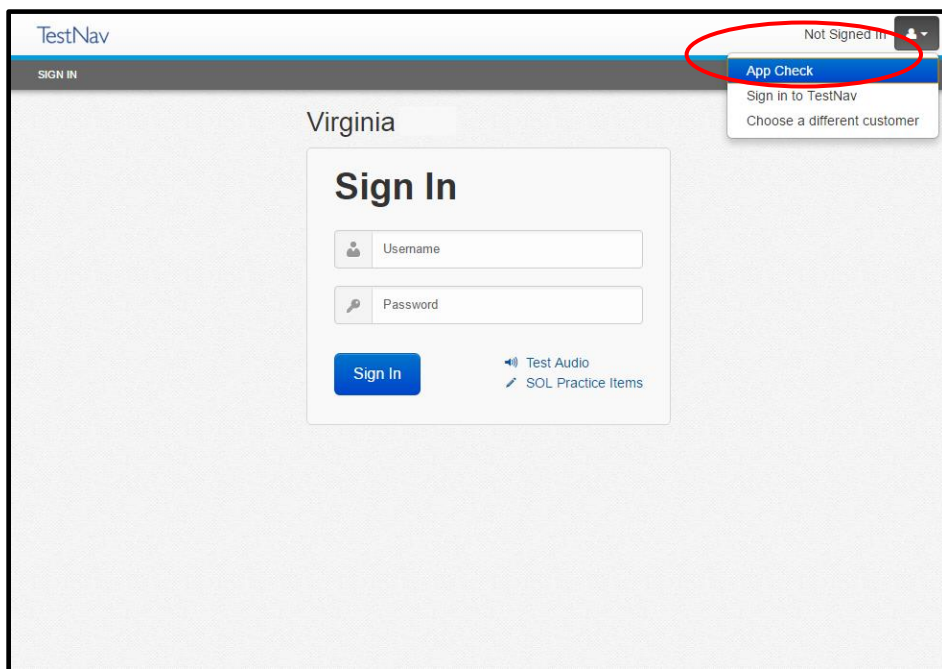 TestNav
Not Signed In
SIGN IN
App Check
Sign in to TestNav
Choose a different customer
Virginia
Sign In
Username
Password
Sign In
Test Audio
SOL Practice Items